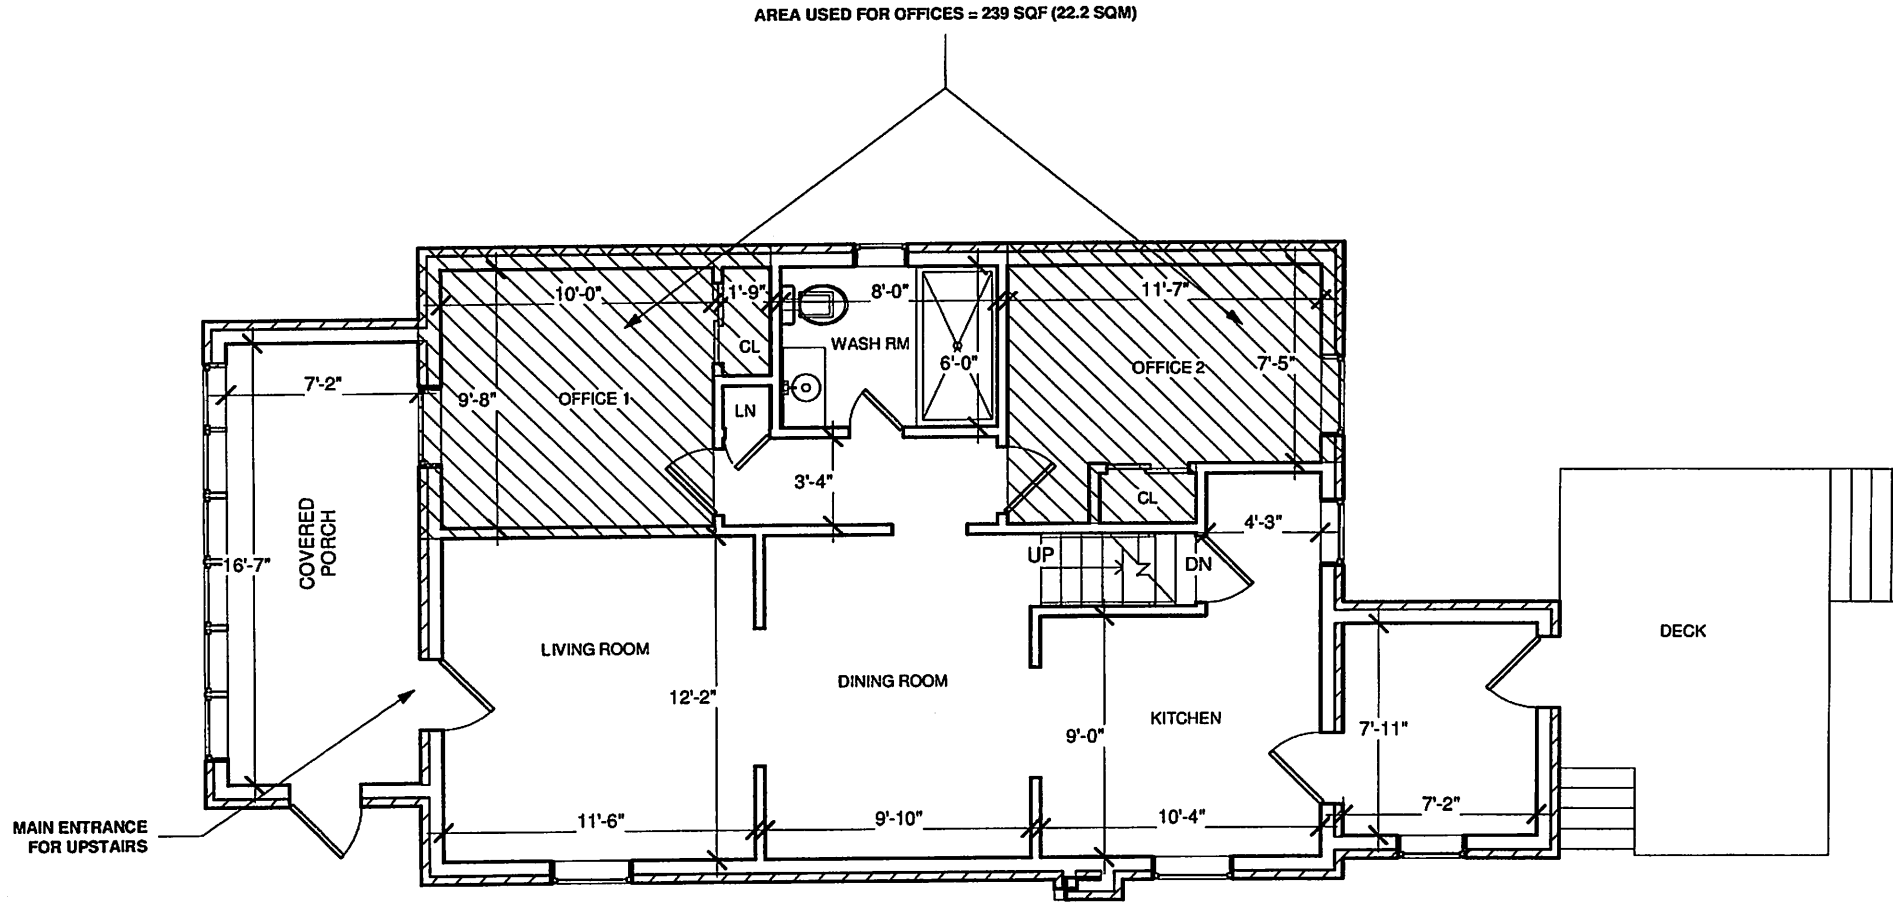 AREA USED FOR OFFICES = 239 SQF (22.2 SQM)
10'-0"
1'-9"
8'-0"
11'-7"
CL
WASH RM
6'-0"
OFFICE 2
7'-5"
7'-2"
9'-8"
OFFICE 1
LN
3'-4"
CL
4'-3"
COVERED
PORCH
16'-7"
UP
DN
LIVING ROOM
12'-2"
DINING ROOM
KITCHEN
9'-0"
7'-11"
DECK
11'-6"
9'-10"
10'-4"
7'-2"
MAIN ENTRANCE
FOR UPSTAIRS